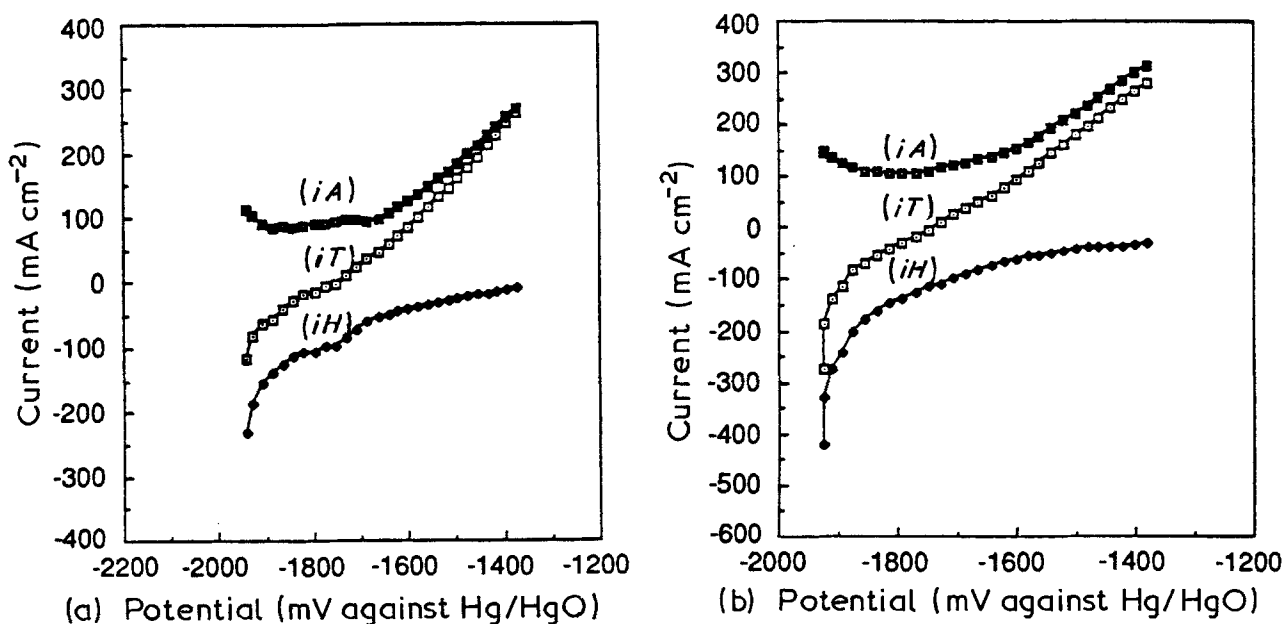 400
300
200
100
0
-100
-200
-300
-400
Current (mA cm⁻²)
(iA)
(iT)
(iH)
-2200 -2000 -1800 -1600 -1400 -1200
(a) Potential (mV against Hg/HgO)
400
300
200
100
0
-100
-200
-300
-400
-500
-600
Current (mA cm⁻²)
(iA)
(iT)
(iH)
-2000 -1800 -1600 -1400 -1200
(b) Potential (mV against Hg/HgO)